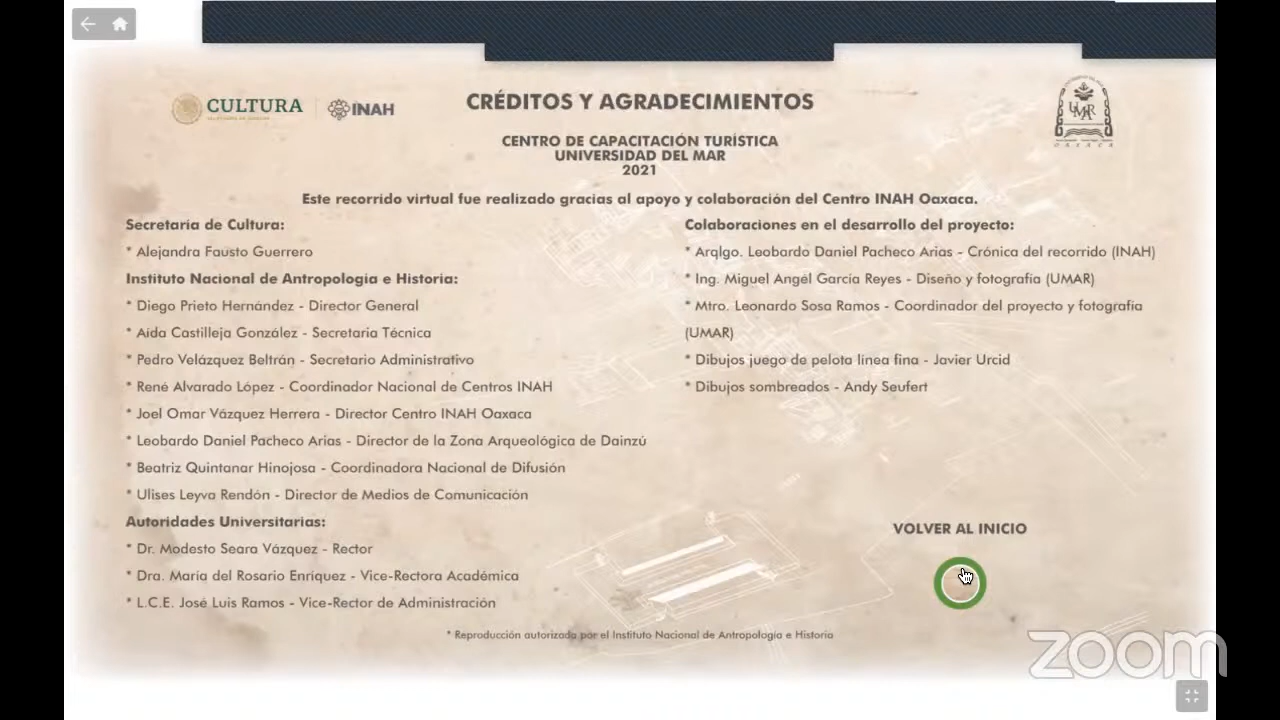 CULTURA
INAH
CRÉDITOS Y AGRADECIMIENTOS
UMAR
OAXACA
CENTRO DE CAPACITACIÓN TURÍSTICA
UNIVERSIDAD DEL MAR
2021
Este recorrido virtual fue realizado gracias al apoyo y colaboración del Centro INAH Oaxaca.
Secretaría de Cultura:
* Alejandra Fausto Guerrero
Instituto Nacional de Antropología e Historia:
* Diego Prieto Hernández - Director General
* Aida Castilleja González - Secretaria Técnica
* Pedro Velázquez Beltrán - Secretario Administrativo
* René Alvarado López - Coordinador Nacional de Centros INAH
* Joel Omar Vázquez Herrera - Director Centro INAH Oaxaca
* Leobardo Daniel Pacheco Arias - Director de la Zona Arqueológica de Dainzú
* Beatriz Quintanar Hinojosa - Coordinadora Nacional de Difusión
* Ulises Leyva Rendón - Director de Medios de Comunicación
Autoridades Universitarias:
* Dr. Modesto Seara Vázquez - Rector
* Dra. María del Rosario Enríquez - Vice-Rectora Académica
* L.C.E. José Luis Ramos - Vice-Rector de Administración
Colaboraciones en el desarrollo del proyecto:
* Arqlgo. Leobardo Daniel Pacheco Arias - Crónica del recorrido (INAH)
* Ing. Miguel Angél García Reyes - Diseño y fotografía (UMAR)
* Mtro. Leonardo Sosa Ramos - Coordinador del proyecto y fotografía
(UMAR)
* Dibujos juego de pelota línea fina - Javier Urcid
* Dibujos sombreados - Andy Seufert
VOLVER AL INICIO
* Reproducción autorizada por el Instituto Nacional de Antropología e Historia
zoom